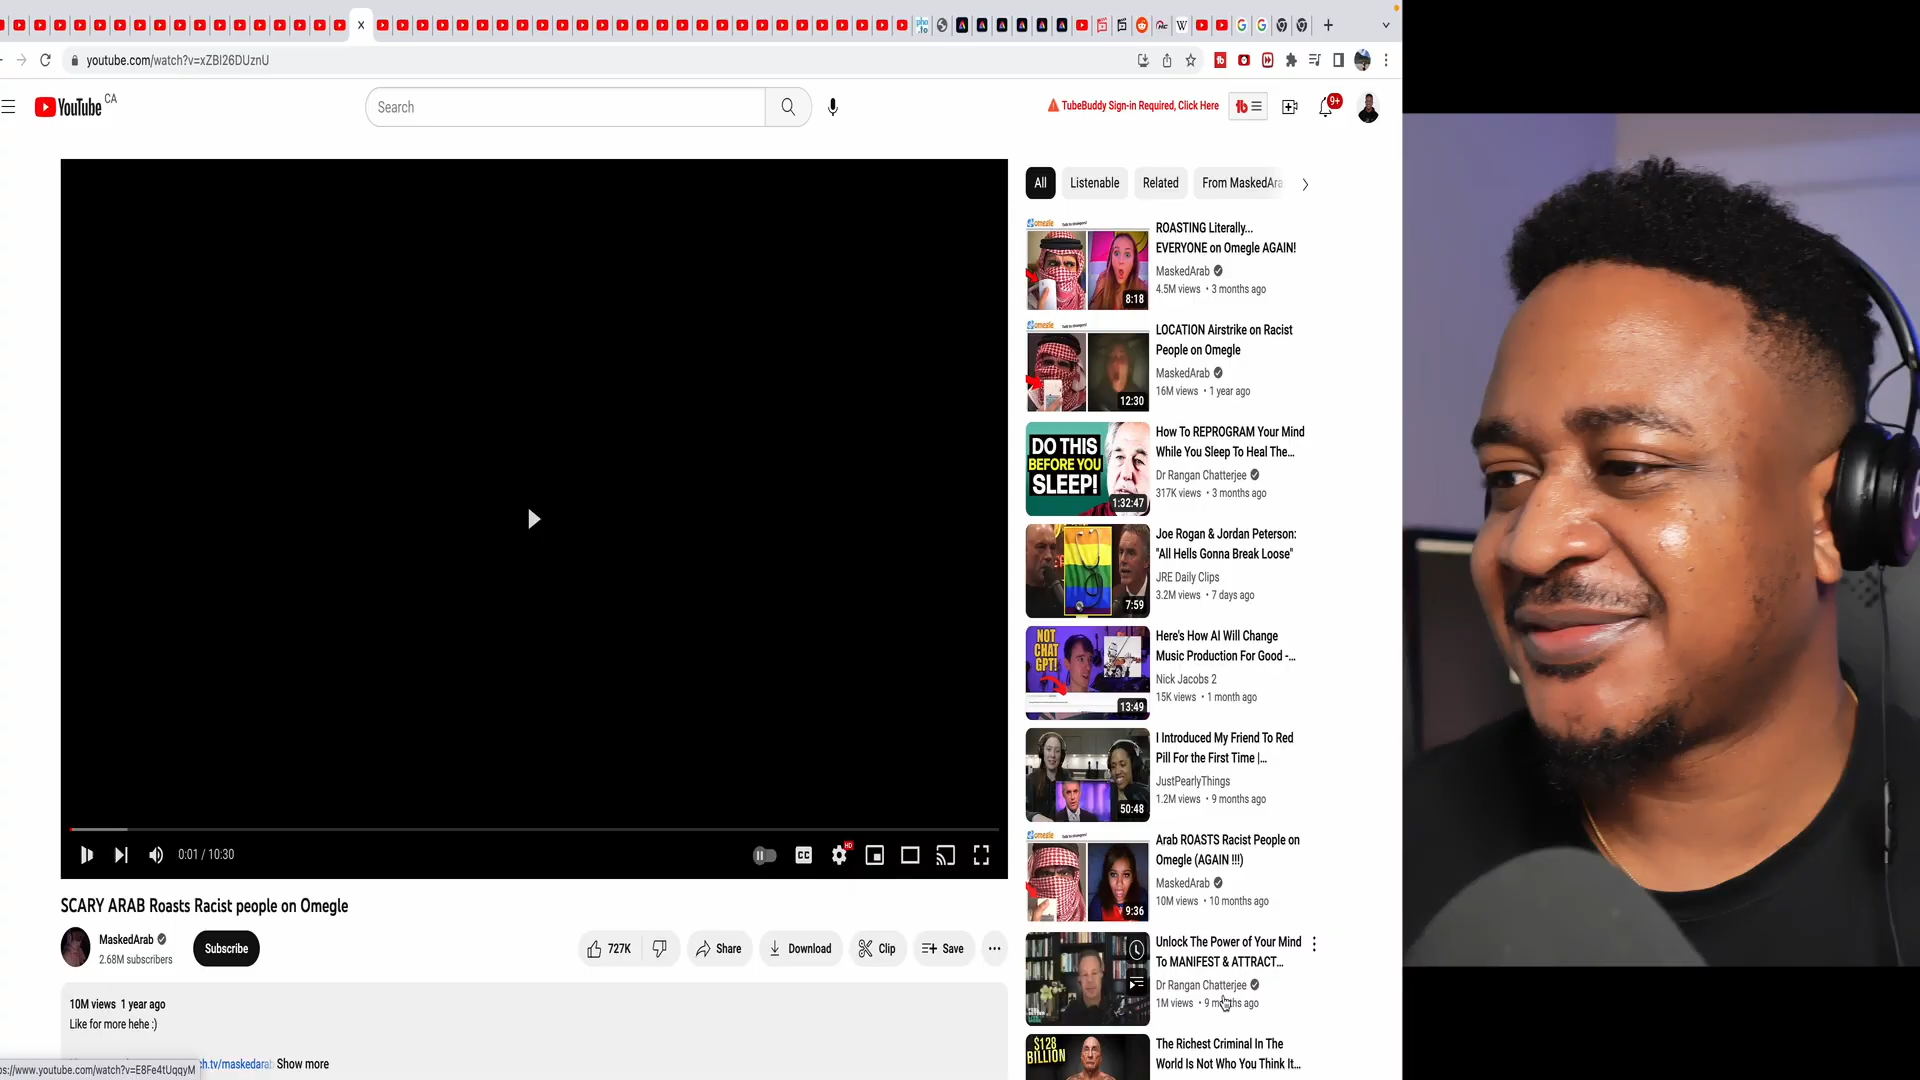 youtube.com/watch?v=xZBI26DUznU
YouTube CA
Search
TubeBuddy Sign-in Required, Click Here
9+
All
Listenable
Related
From MaskedAra
ROASTING Literally...
EVERYONE on Omegle AGAIN!
MaskedArab
4.5M views • 3 months ago
8:18
LOCATION Airstrike on Racist
People on Omegle
MaskedArab
16M views • 1 year ago
12:30
DO THIS
BEFORE YOU
SLEEP!
1:32:47
How To REPROGRAM Your Mind
While You Sleep To Heal The...
Dr Rangan Chatterjee
317K views • 3 months ago
Joe Rogan & Jordan Peterson:
"All Hells Gonna Break Loose"
JRE Daily Clips
3.2M views • 7 days ago
7:59
NOT
CHAT
GPT!
13:49
Here's How AI Will Change
Music Production For Good -...
Nick Jacobs 2
15K views • 1 month ago
I Introduced My Friend To Red
Pill For the First Time |...
JustPearlyThings
1.2M views • 9 months ago
50:48
Arab ROASTS Racist People on
Omegle (AGAIN !!!)
MaskedArab
10M views • 10 months ago
9:36
Unlock The Power of Your Mind
To MANIFEST & ATTRACT...
Dr Rangan Chatterjee
1M views • 9 months ago
$128
BILLION
The Richest Criminal In The
World Is Not Who You Think It...
0:01 / 10:30
CC
HD
SCARY ARAB Roasts Racist people on Omegle
MaskedArab
2.68M subscribers
Subscribe
727K
Share
Download
Clip
Save
10M views 1 year ago
Like for more hehe :)
ch.tv/maskedara
Show more
ps://www.youtube.com/watch?v=E8Fe4tUqqyM